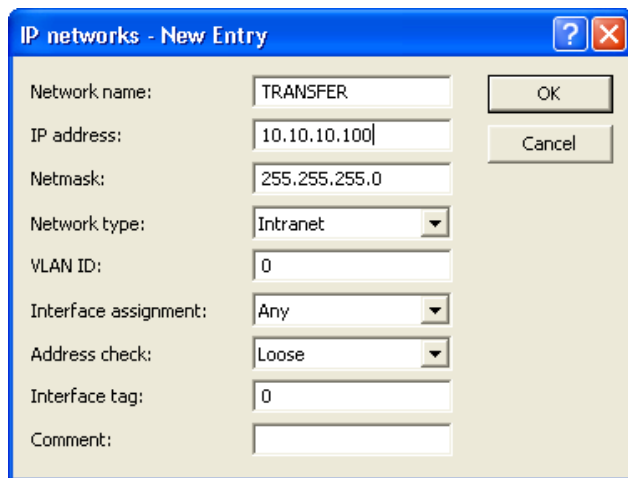 IP networks - New Entry
Network name: TRANSFER OK
IP address: 10.10.10.100 Cancel
Netmask: 255.255.255.0
Network type: Intranet
VLAN ID: 0
Interface assignment: Any
Address check: Loose
Interface tag: 0
Comment: